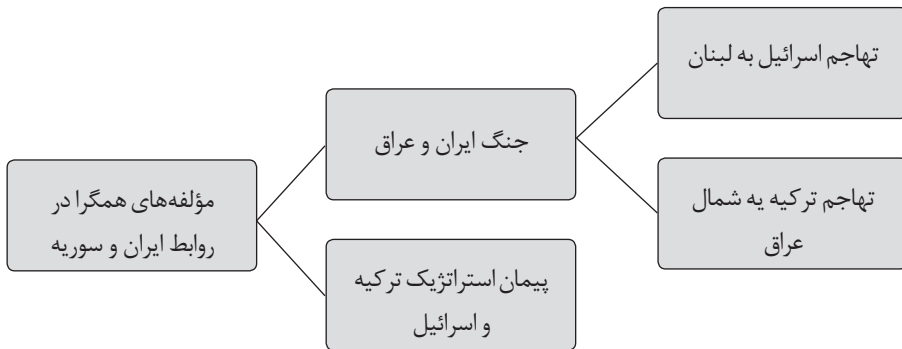 تهاجم اسرائیل به لبنان
جنگ ایران و عراق
تهاجم ترکیه یه شمال
عراق
مؤلفه‌های همگرا در
روابط ایران و سوریه
پیمان استراتژیک ترکیه
و اسرائیل